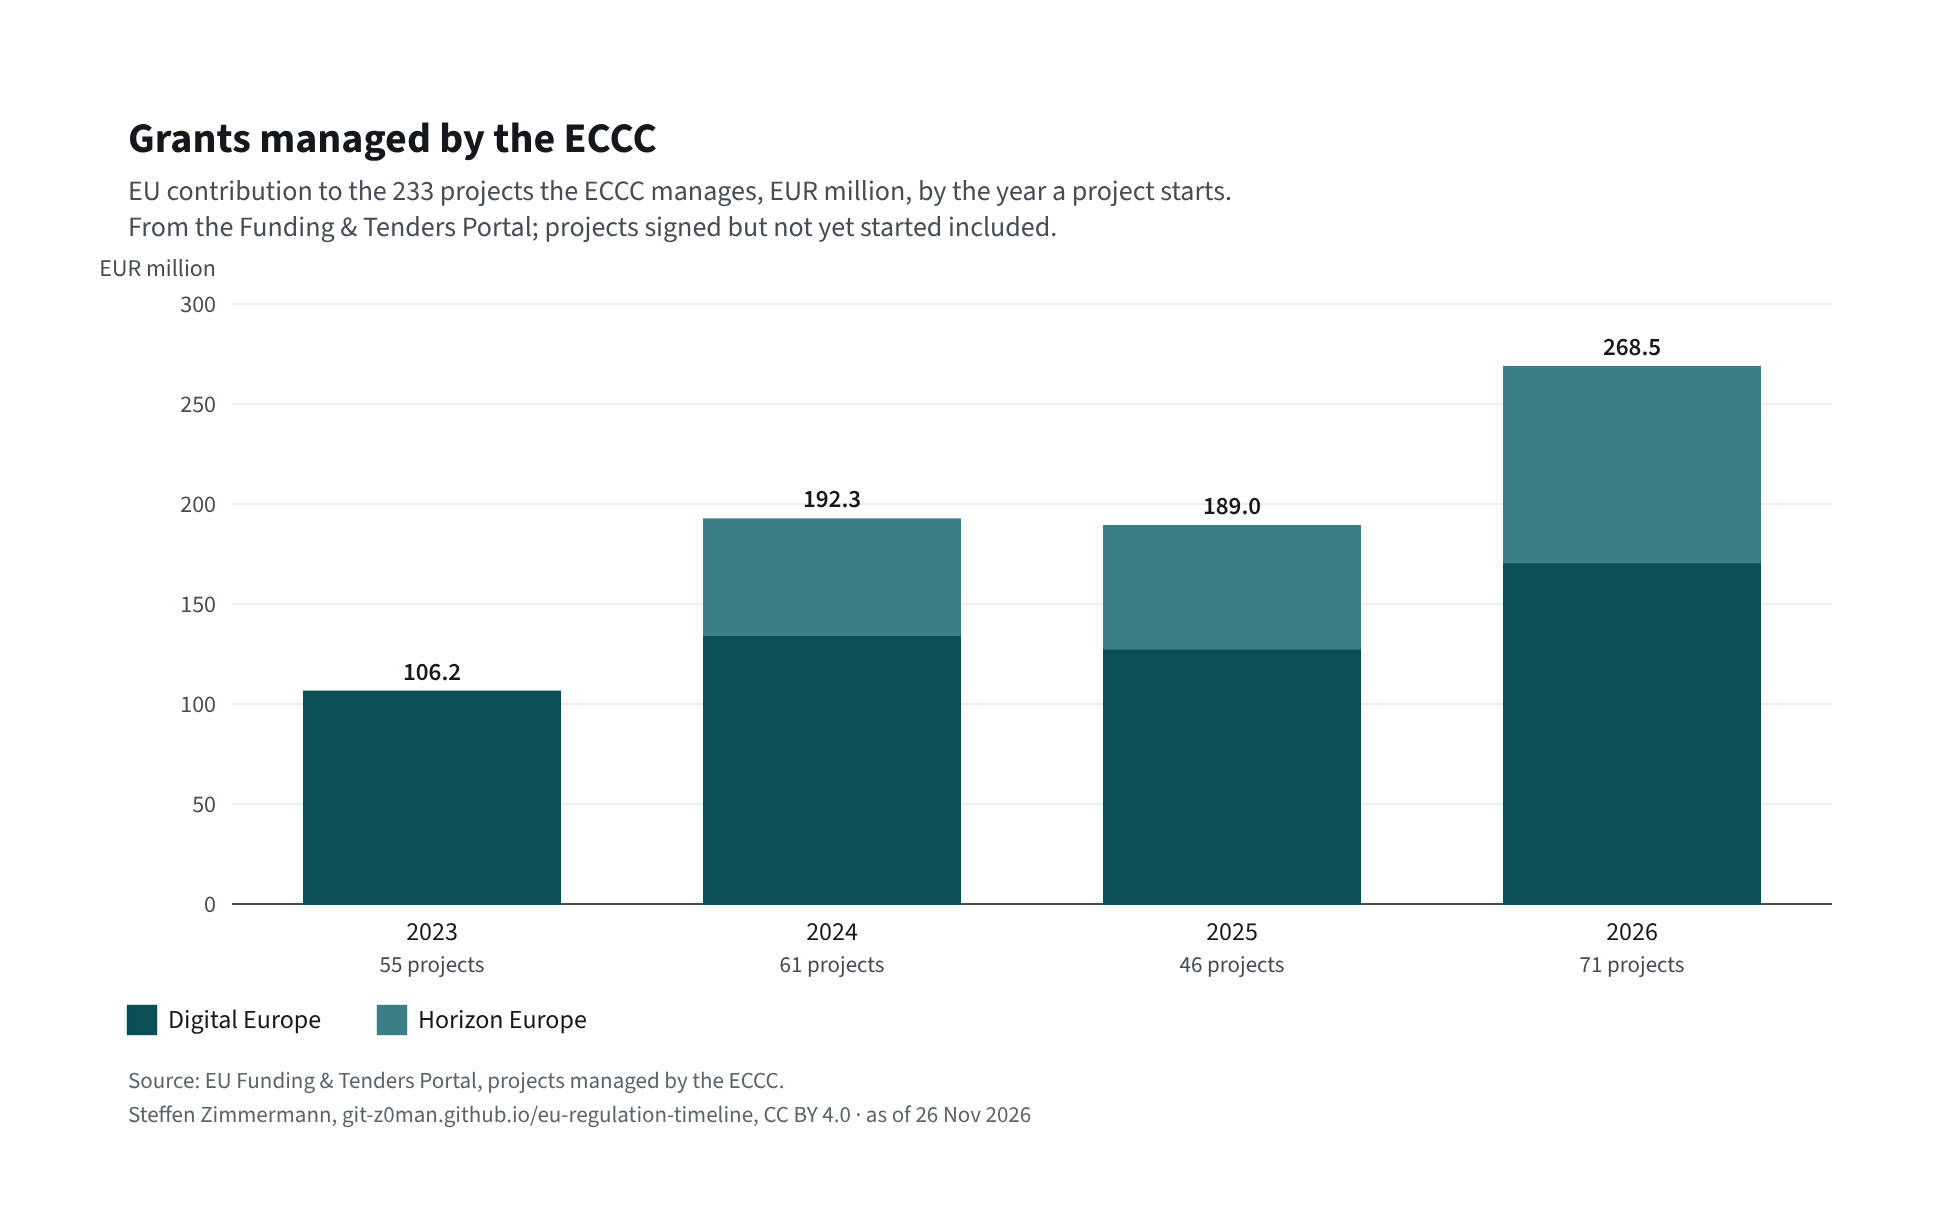 Grants managed by the ECCC
EU contribution to the 233 projects the ECCC manages, EUR million, by the year a project starts.
From the Funding & Tenders Portal; projects signed but not yet started included.
EUR million
300
250
200
150
100
50
0
106.2
192.3
189.0
268.5
2023
2024
2025
2026
55 projects
61 projects
46 projects
71 projects
Digital Europe
Horizon Europe
Source: EU Funding & Tenders Portal, projects managed by the ECCC.
Steffen Zimmermann, git-z0man.github.io/eu-regulation-timeline, CC BY 4.0 · as of 26 Nov 2026